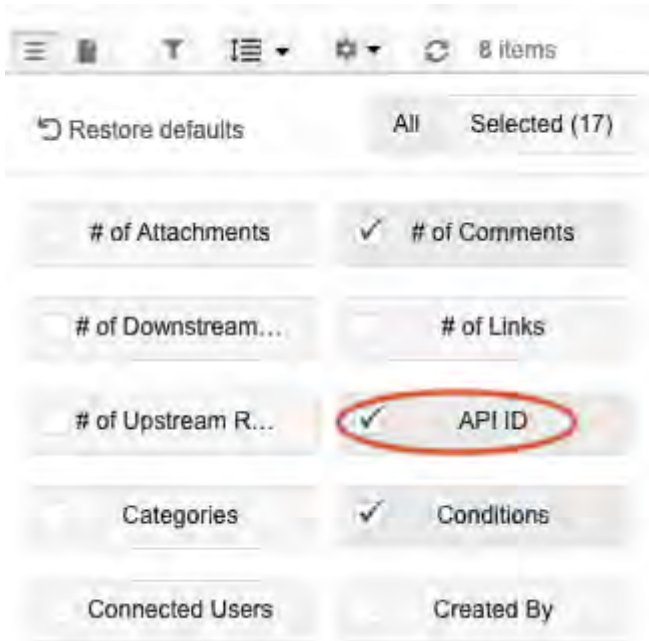 8 items
Restore defaults
All
Selected (17)
# of Attachments
# of Comments
# of Downstream...
# of Links
# of Upstream R...
API ID
Categories
Conditions
Connected Users
Created By